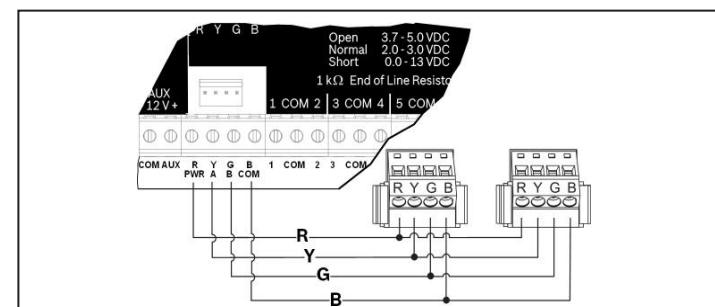 R Y G B
Open 3.7 - 5.0 VDC
Normal 2.0 - 3.0 VDC
Short 0.0 - 13 VDC
1 kΩ End of Line Resisto
AUX
12 V +
1 COM 2 3 COM 4 5 COM
COM AUX R Y G B 1 COM 2 3 COM
PWR A B COM
R Y G B R Y G B
R
Y
G
B